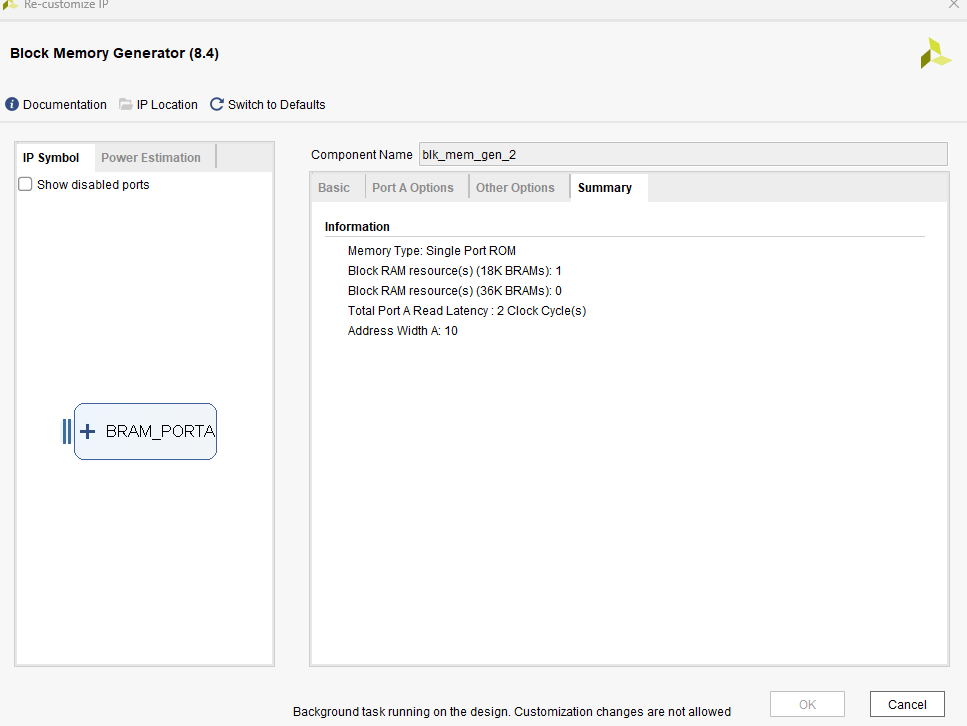 Re-customize IP
Block Memory Generator (8.4)
Documentation IP Location Switch to Defaults
IP Symbol Power Estimation
Show disabled ports
BRAM_PORTA
Component Name blk_mem_gen_2
Basic Port A Options Other Options Summary
Information
Memory Type: Single Port ROM
Block RAM resource(s) (18K BRAMs): 1
Block RAM resource(s) (36K BRAMs): 0
Total Port A Read Latency : 2 Clock Cycle(s)
Address Width A: 10
Background task running on the design. Customization changes are not allowed
OK Cancel